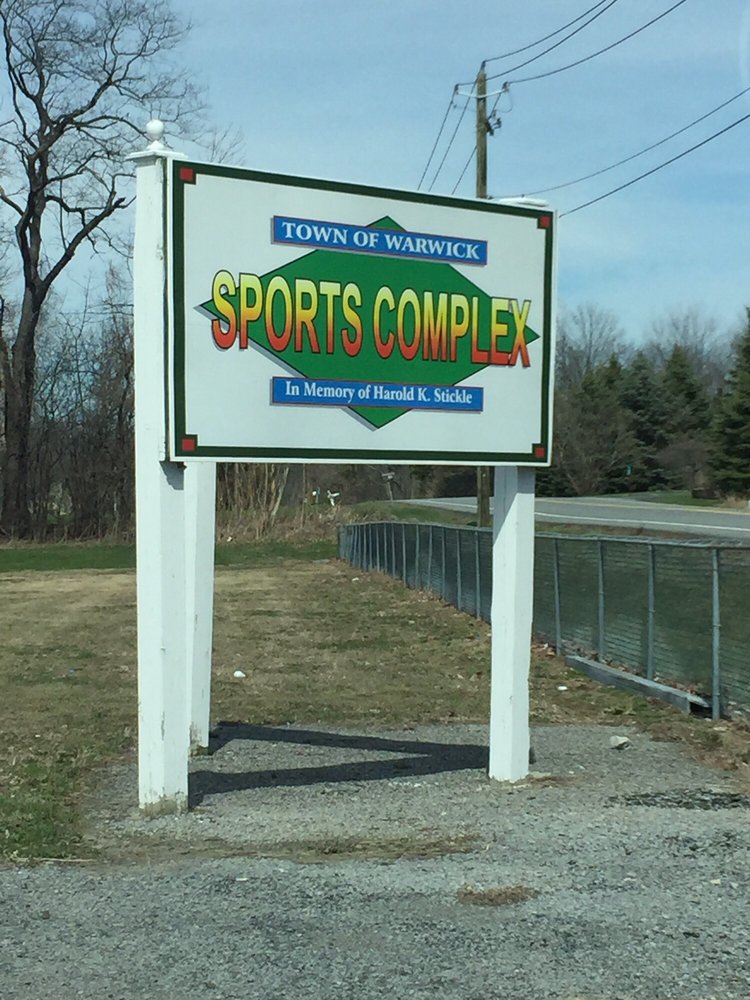 TOWN OF WARWICK
SPORTS COMPLEX
In Memory of Harold K. Stickle